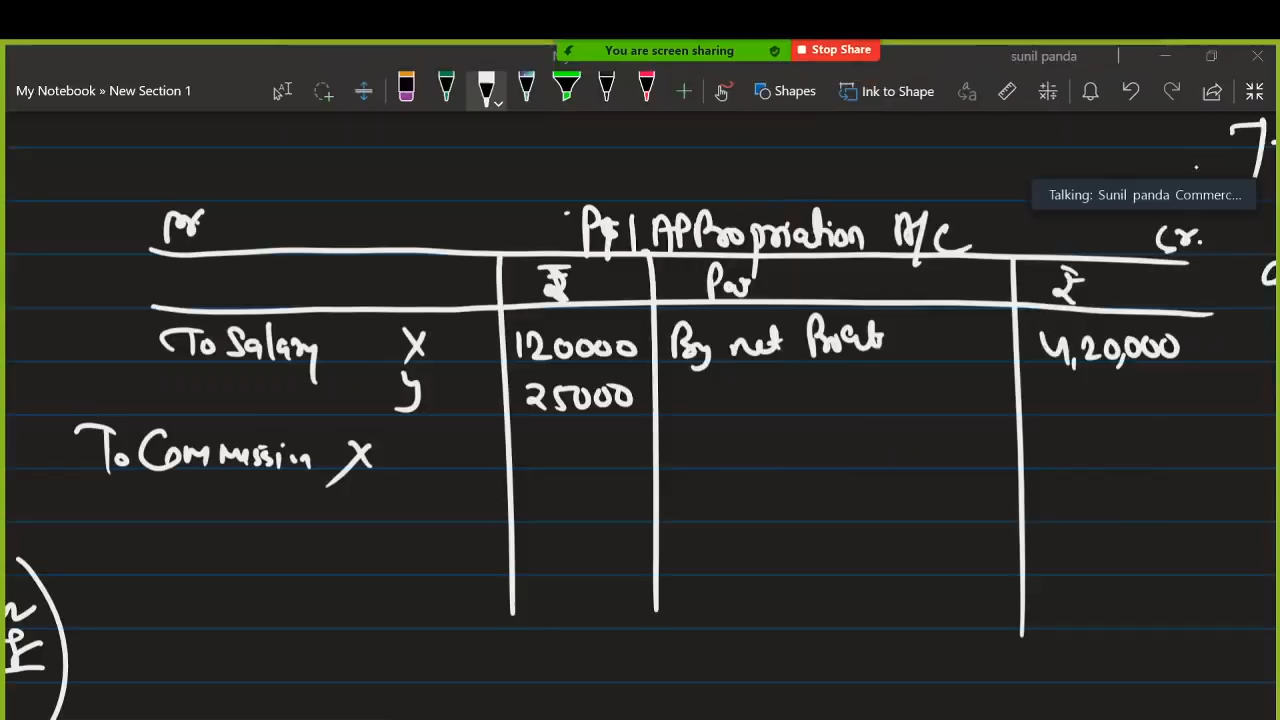 You are screen sharing Stop Share
sunil panda
My Notebook » New Section 1
Shapes
Ink to Shape
Talking: Sunil panda Commerc...
Dr P&L APPropriation A/C Cr.
₹ Par ₹
To Salary X 120000 By net Profit 4,20,000
y 25000
To Commission X